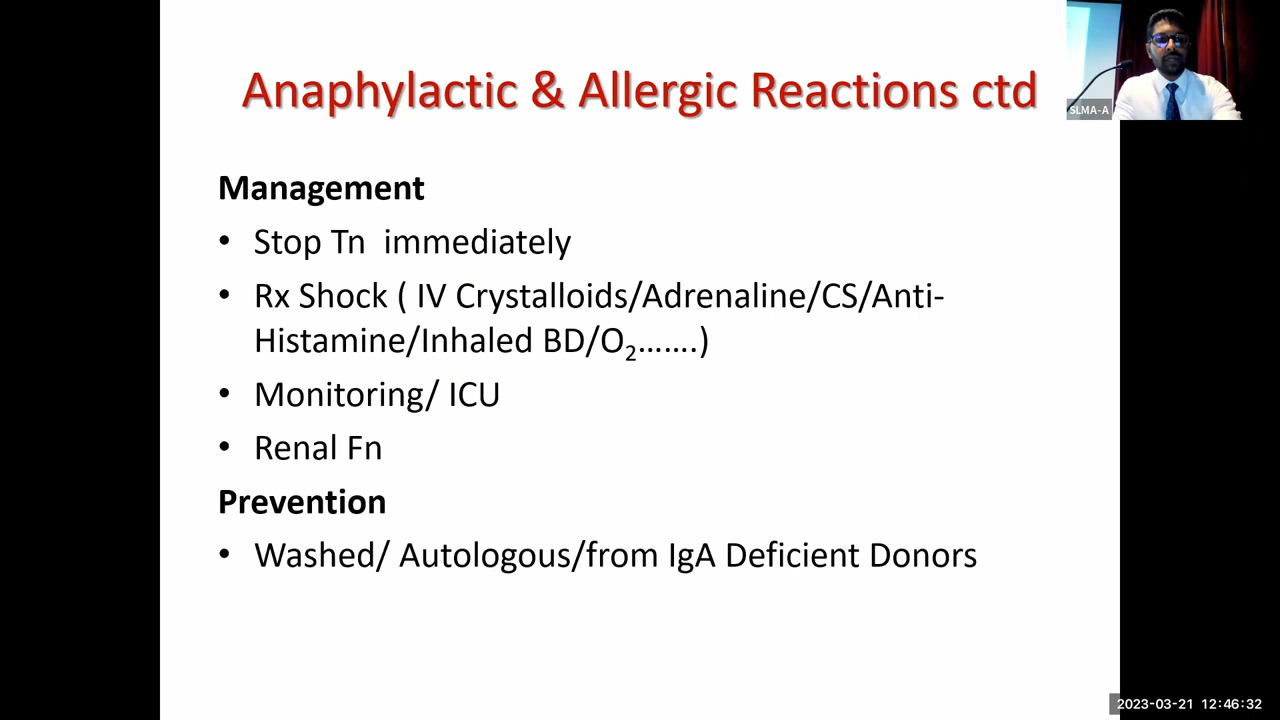 Anaphylactic & Allergic Reactions ctd
SLMA-A
Management
• Stop Tn immediately
• Rx Shock ( IV Crystalloids/Adrenaline/CS/Anti-
Histamine/Inhaled BD/O₂…….)
• Monitoring/ ICU
• Renal Fn
Prevention
• Washed/ Autologous/from IgA Deficient Donors
2023-03-21 12:46:32